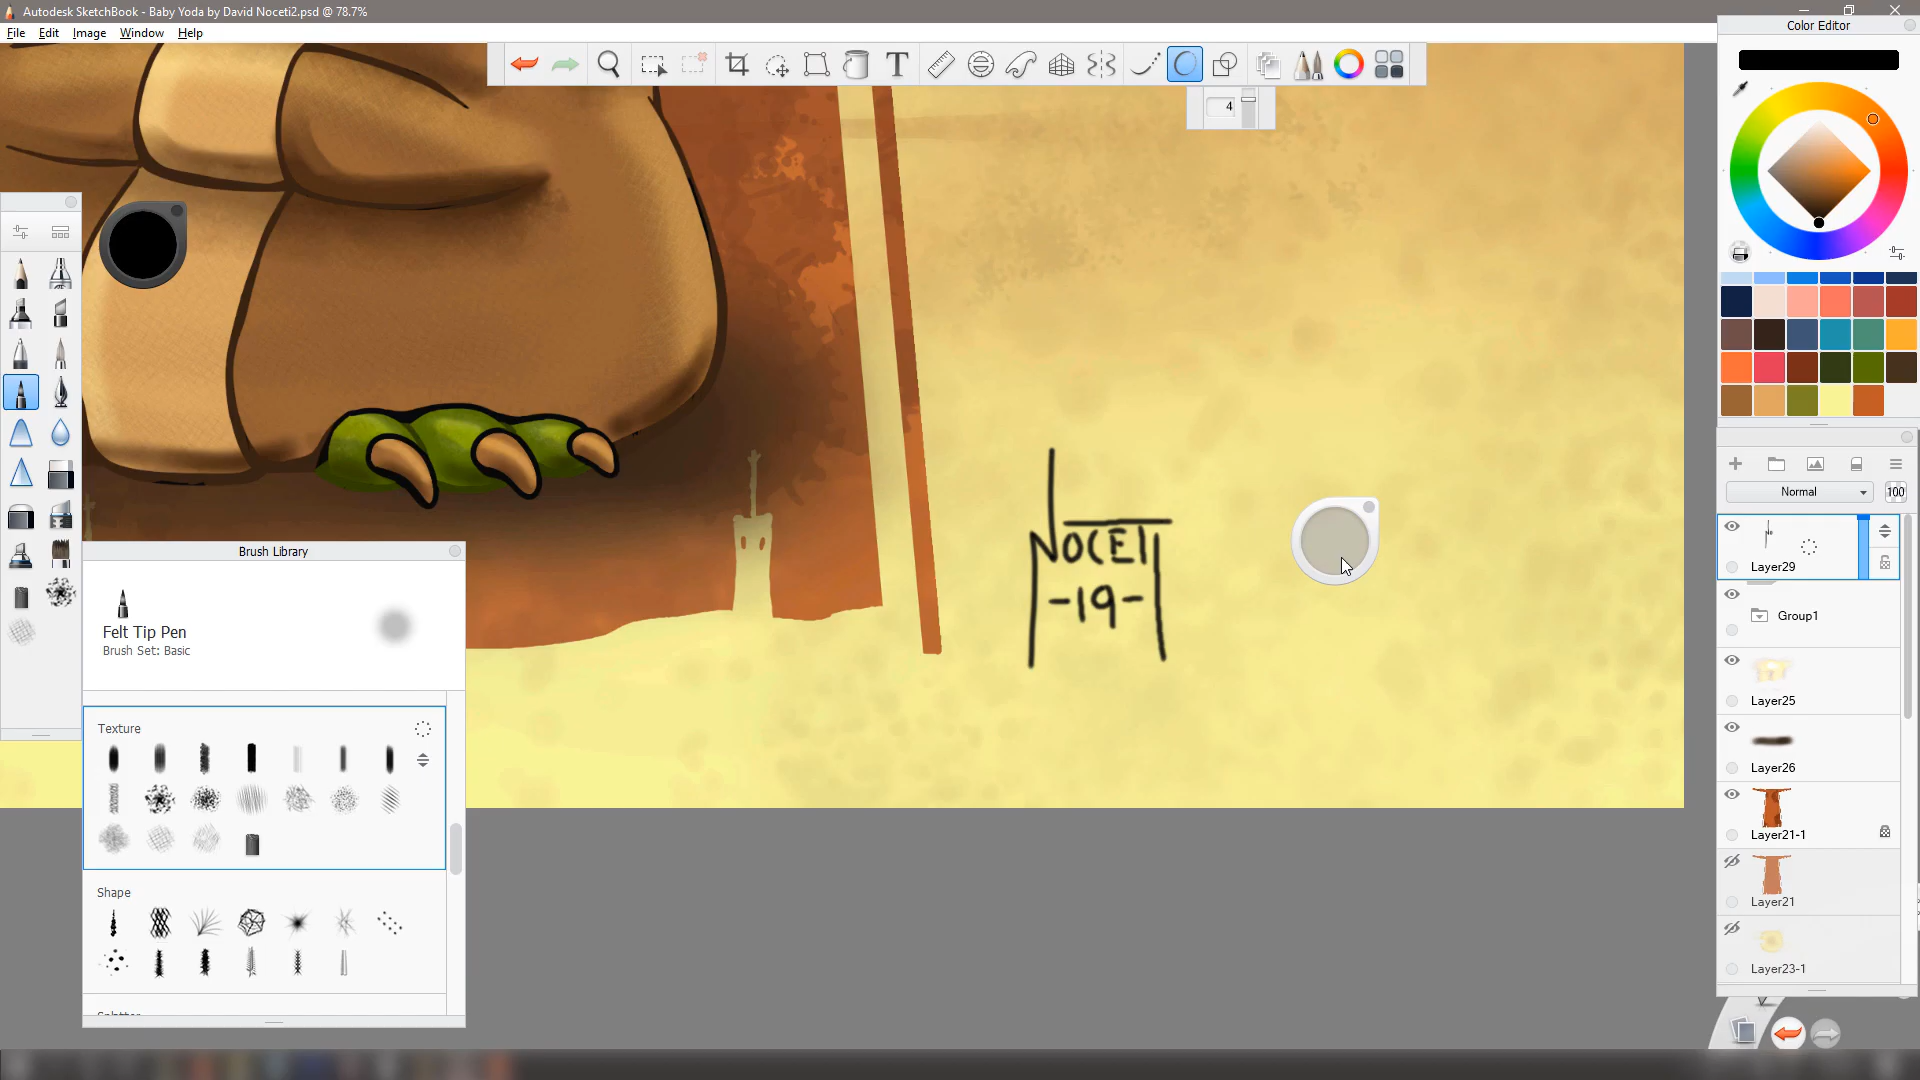 Autodesk SketchBook - Baby Yoda by David Noceti2.psd @ 78.7%
File Edit Image Window Help
Color Editor
T
4
Normal 100
Layer29
Group1
Layer25
Layer26
Layer21-1
Layer21
Layer23-1
NOCETI
-19-
Brush Library
Felt Tip Pen
Brush Set: Basic
Texture
Shape